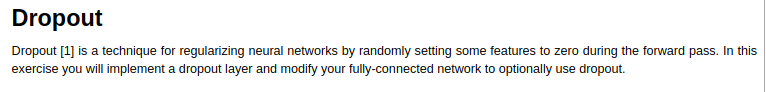 Dropout
Dropout [1] is a technique for regularizing neural networks by randomly setting some features to zero during the forward pass. In this
exercise you will implement a dropout layer and modify your fully-connected network to optionally use dropout.